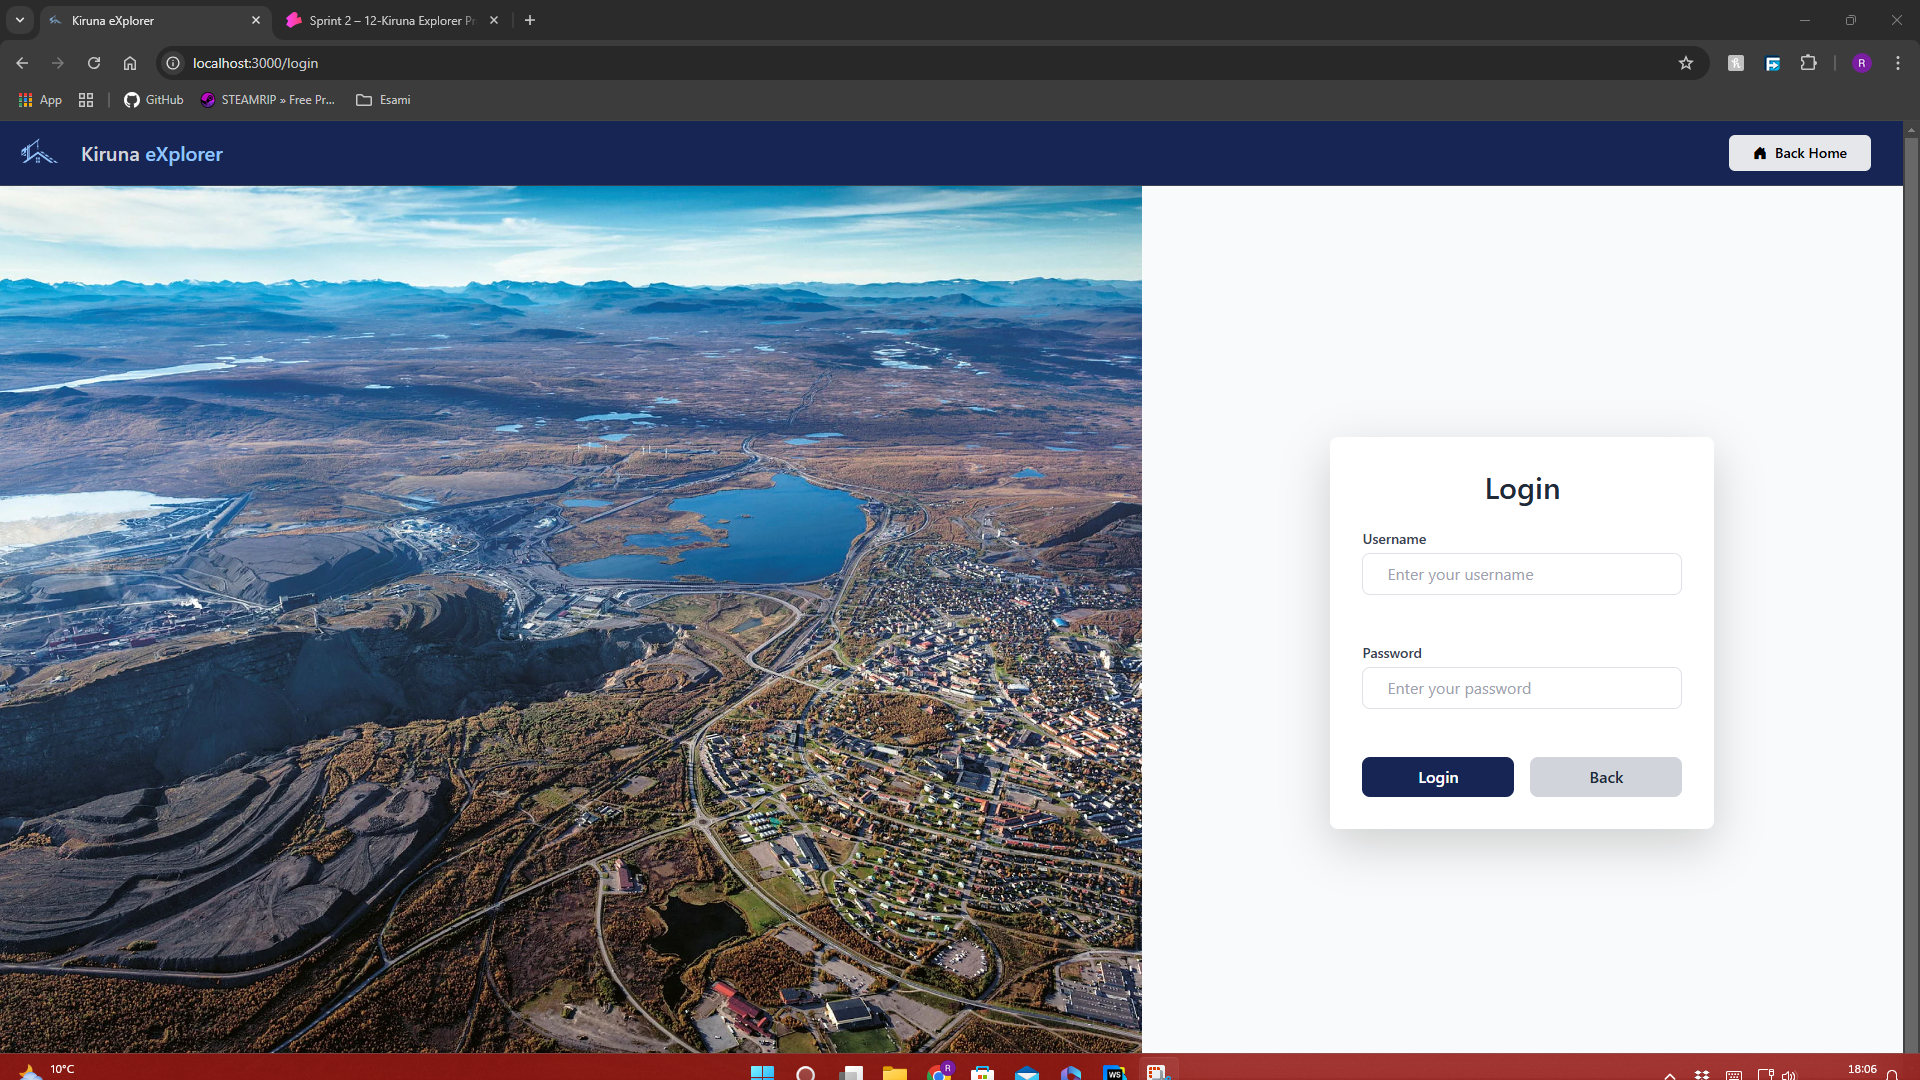 Kiruna eXplorer
Sprint 2 – 12-Kiruna Explorer Pr
localhost:3000/login
R
App
GitHub
STEAMRIP » Free Pr...
Esami
Kiruna eXplorer
Back Home
Login
Username
Enter your username
Password
Enter your password
Login
Back
10°C
R
WS
18:06